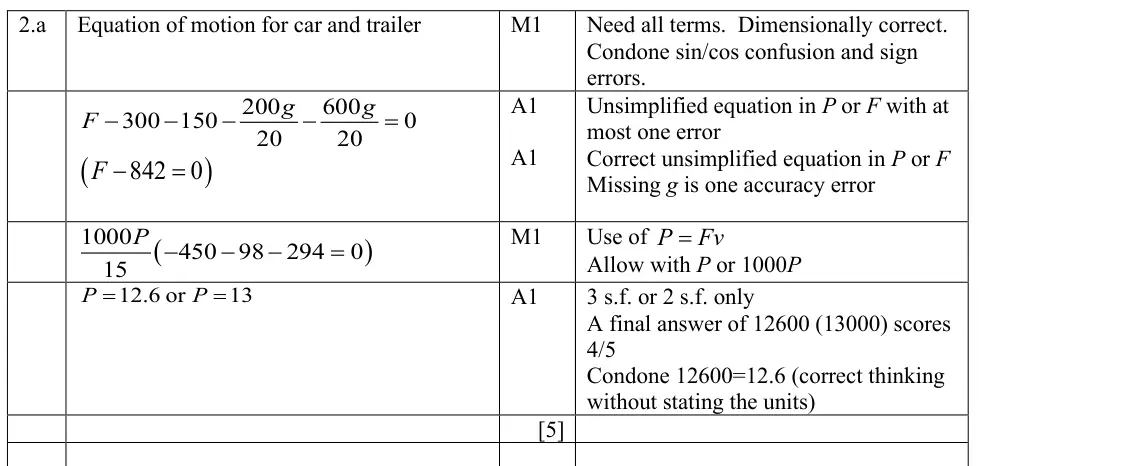 2.a Equation of motion for car and trailer M1 Need all terms. Dimensionally correct.
Condone sin/cos confusion and sign
errors.
F − 300 − 150 − 200g/20 − 600g/20 = 0 A1 Unsimplified equation in P or F with at
most one error
(F − 842 = 0) A1 Correct unsimplified equation in P or F
Missing g is one accuracy error
1000P/15 (−450 − 98 − 294 = 0) M1 Use of P = Fv
Allow with P or 1000P
P = 12.6 or P = 13 A1 3 s.f. or 2 s.f. only
A final answer of 12600 (13000) scores
4/5
Condone 12600=12.6 (correct thinking
without stating the units)
[5]